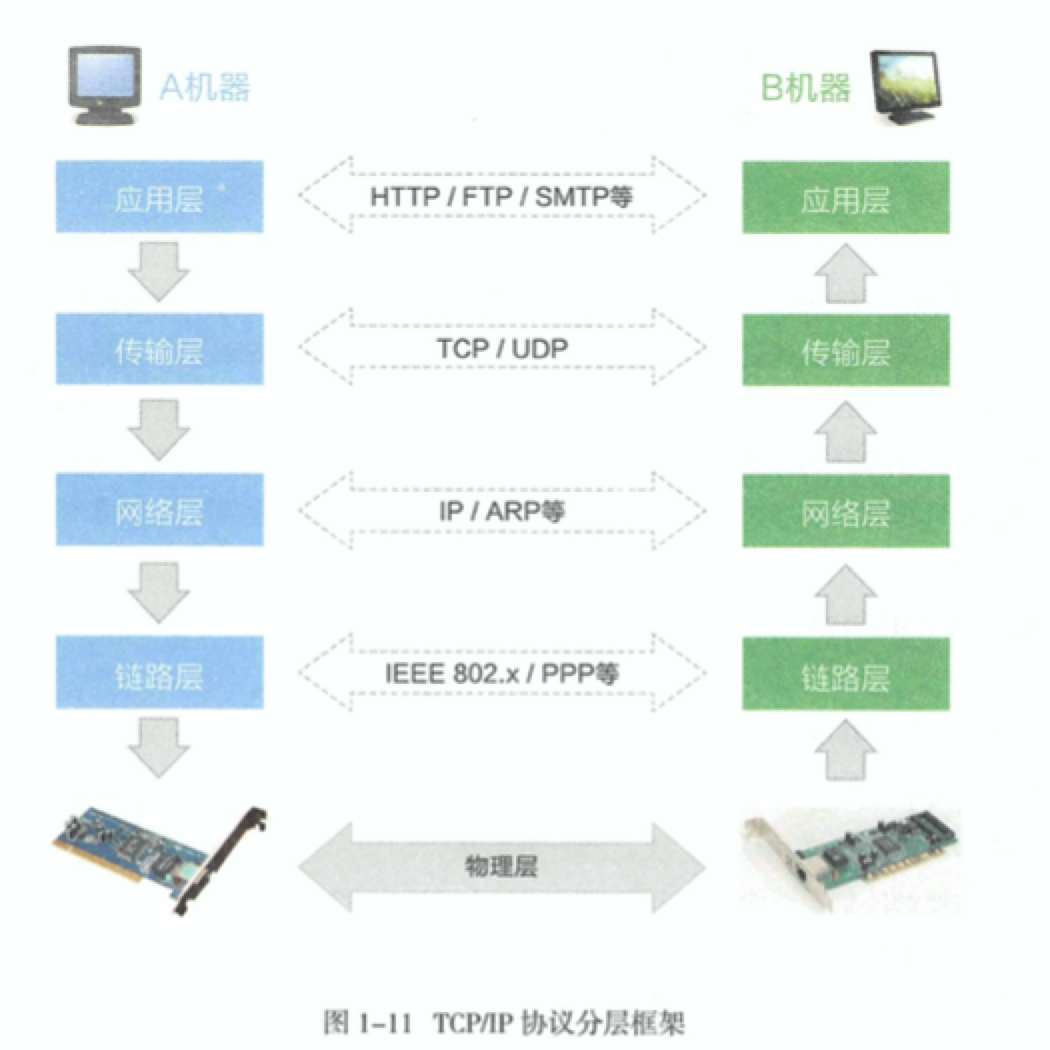 A机器 B机器
应用层 HTTP / FTP / SMTP等 应用层
传输层 TCP / UDP 传输层
网络层 IP / ARP等 网络层
链路层 IEEE 802.x / PPP等 链路层
物理层
图 1-11 TCP/IP 协议分层框架